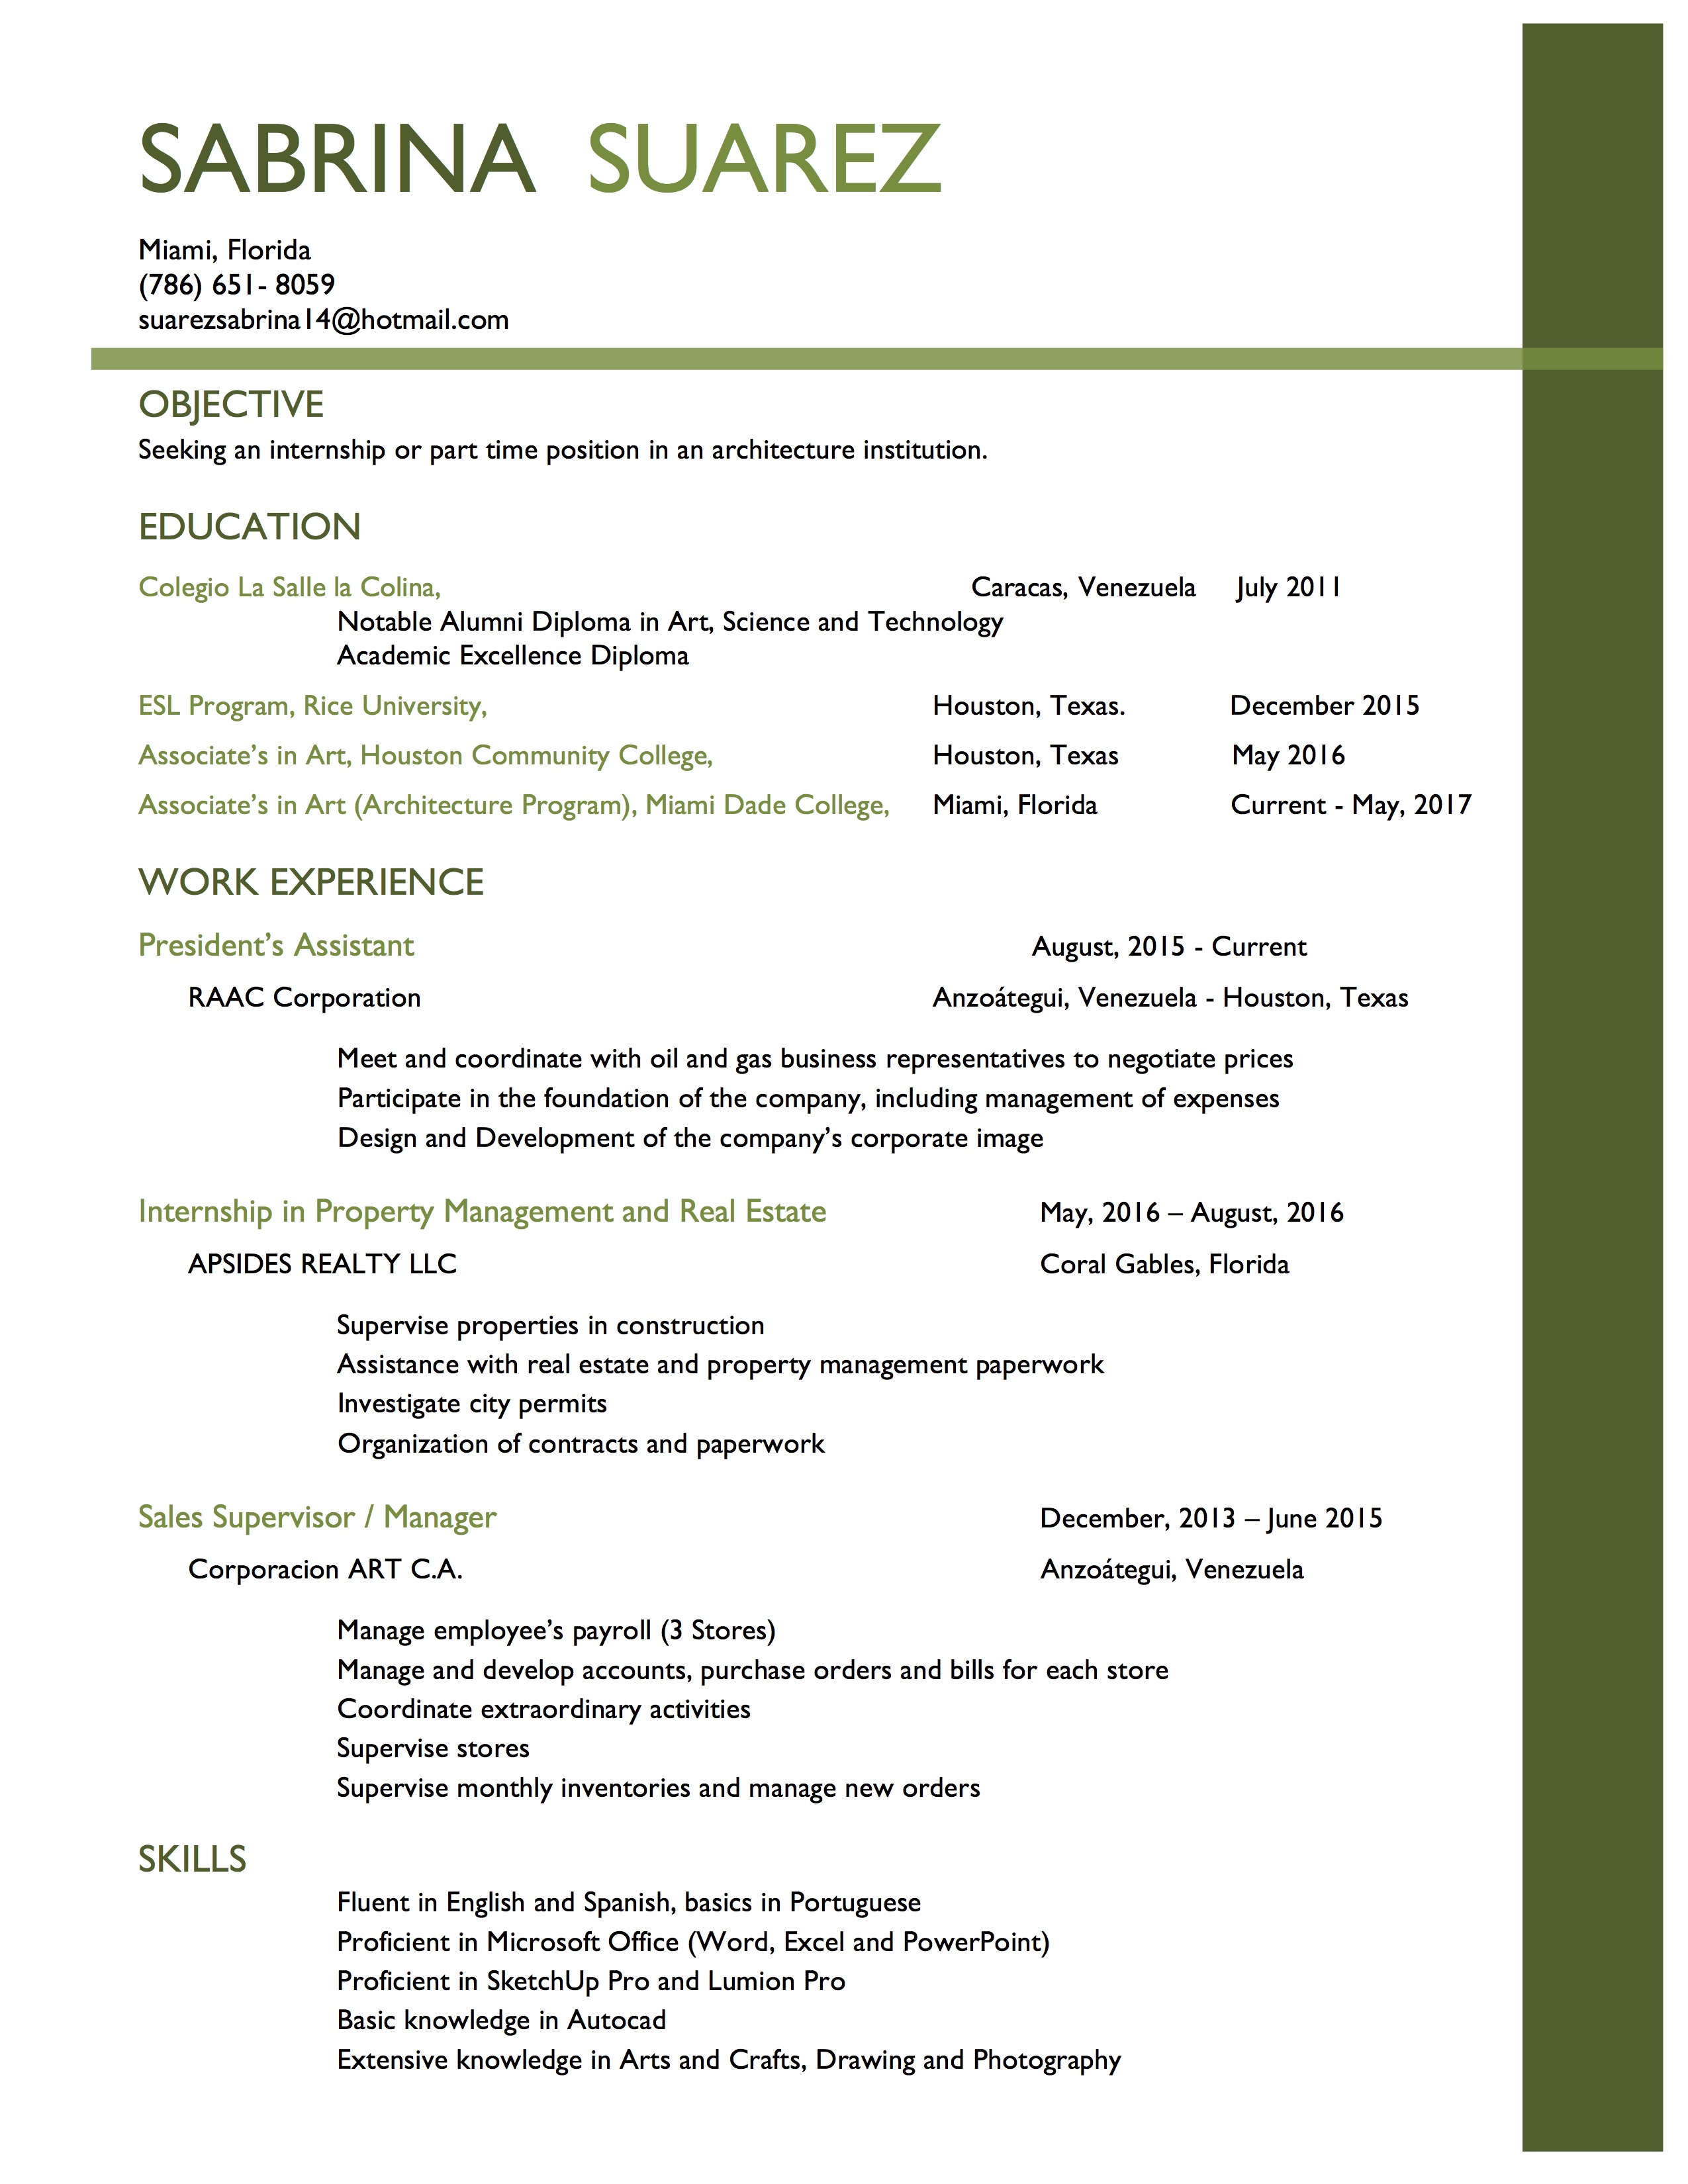 SABRINA SUAREZ
Miami, Florida
(786) 651- 8059
suarezsabrina14@hotmail.com
OBJECTIVE
Seeking an internship or part time position in an architecture institution.
EDUCATION
Colegio La Salle la Colina, Caracas, Venezuela July 2011
Notable Alumni Diploma in Art, Science and Technology
Academic Excellence Diploma
ESL Program, Rice University, Houston, Texas. December 2015
Associate’s in Art, Houston Community College, Houston, Texas May 2016
Associate’s in Art (Architecture Program), Miami Dade College, Miami, Florida Current - May, 2017
WORK EXPERIENCE
President’s Assistant August, 2015 - Current
RAAC Corporation Anzoátegui, Venezuela - Houston, Texas
Meet and coordinate with oil and gas business representatives to negotiate prices
Participate in the foundation of the company, including management of expenses
Design and Development of the company’s corporate image
Internship in Property Management and Real Estate May, 2016 – August, 2016
APSIDES REALTY LLC Coral Gables, Florida
Supervise properties in construction
Assistance with real estate and property management paperwork
Investigate city permits
Organization of contracts and paperwork
Sales Supervisor / Manager December, 2013 – June 2015
Corporacion ART C.A. Anzoátegui, Venezuela
Manage employee’s payroll (3 Stores)
Manage and develop accounts, purchase orders and bills for each store
Coordinate extraordinary activities
Supervise stores
Supervise monthly inventories and manage new orders
SKILLS
Fluent in English and Spanish, basics in Portuguese
Proficient in Microsoft Office (Word, Excel and PowerPoint)
Proficient in SketchUp Pro and Lumion Pro
Basic knowledge in Autocad
Extensive knowledge in Arts and Crafts, Drawing and Photography